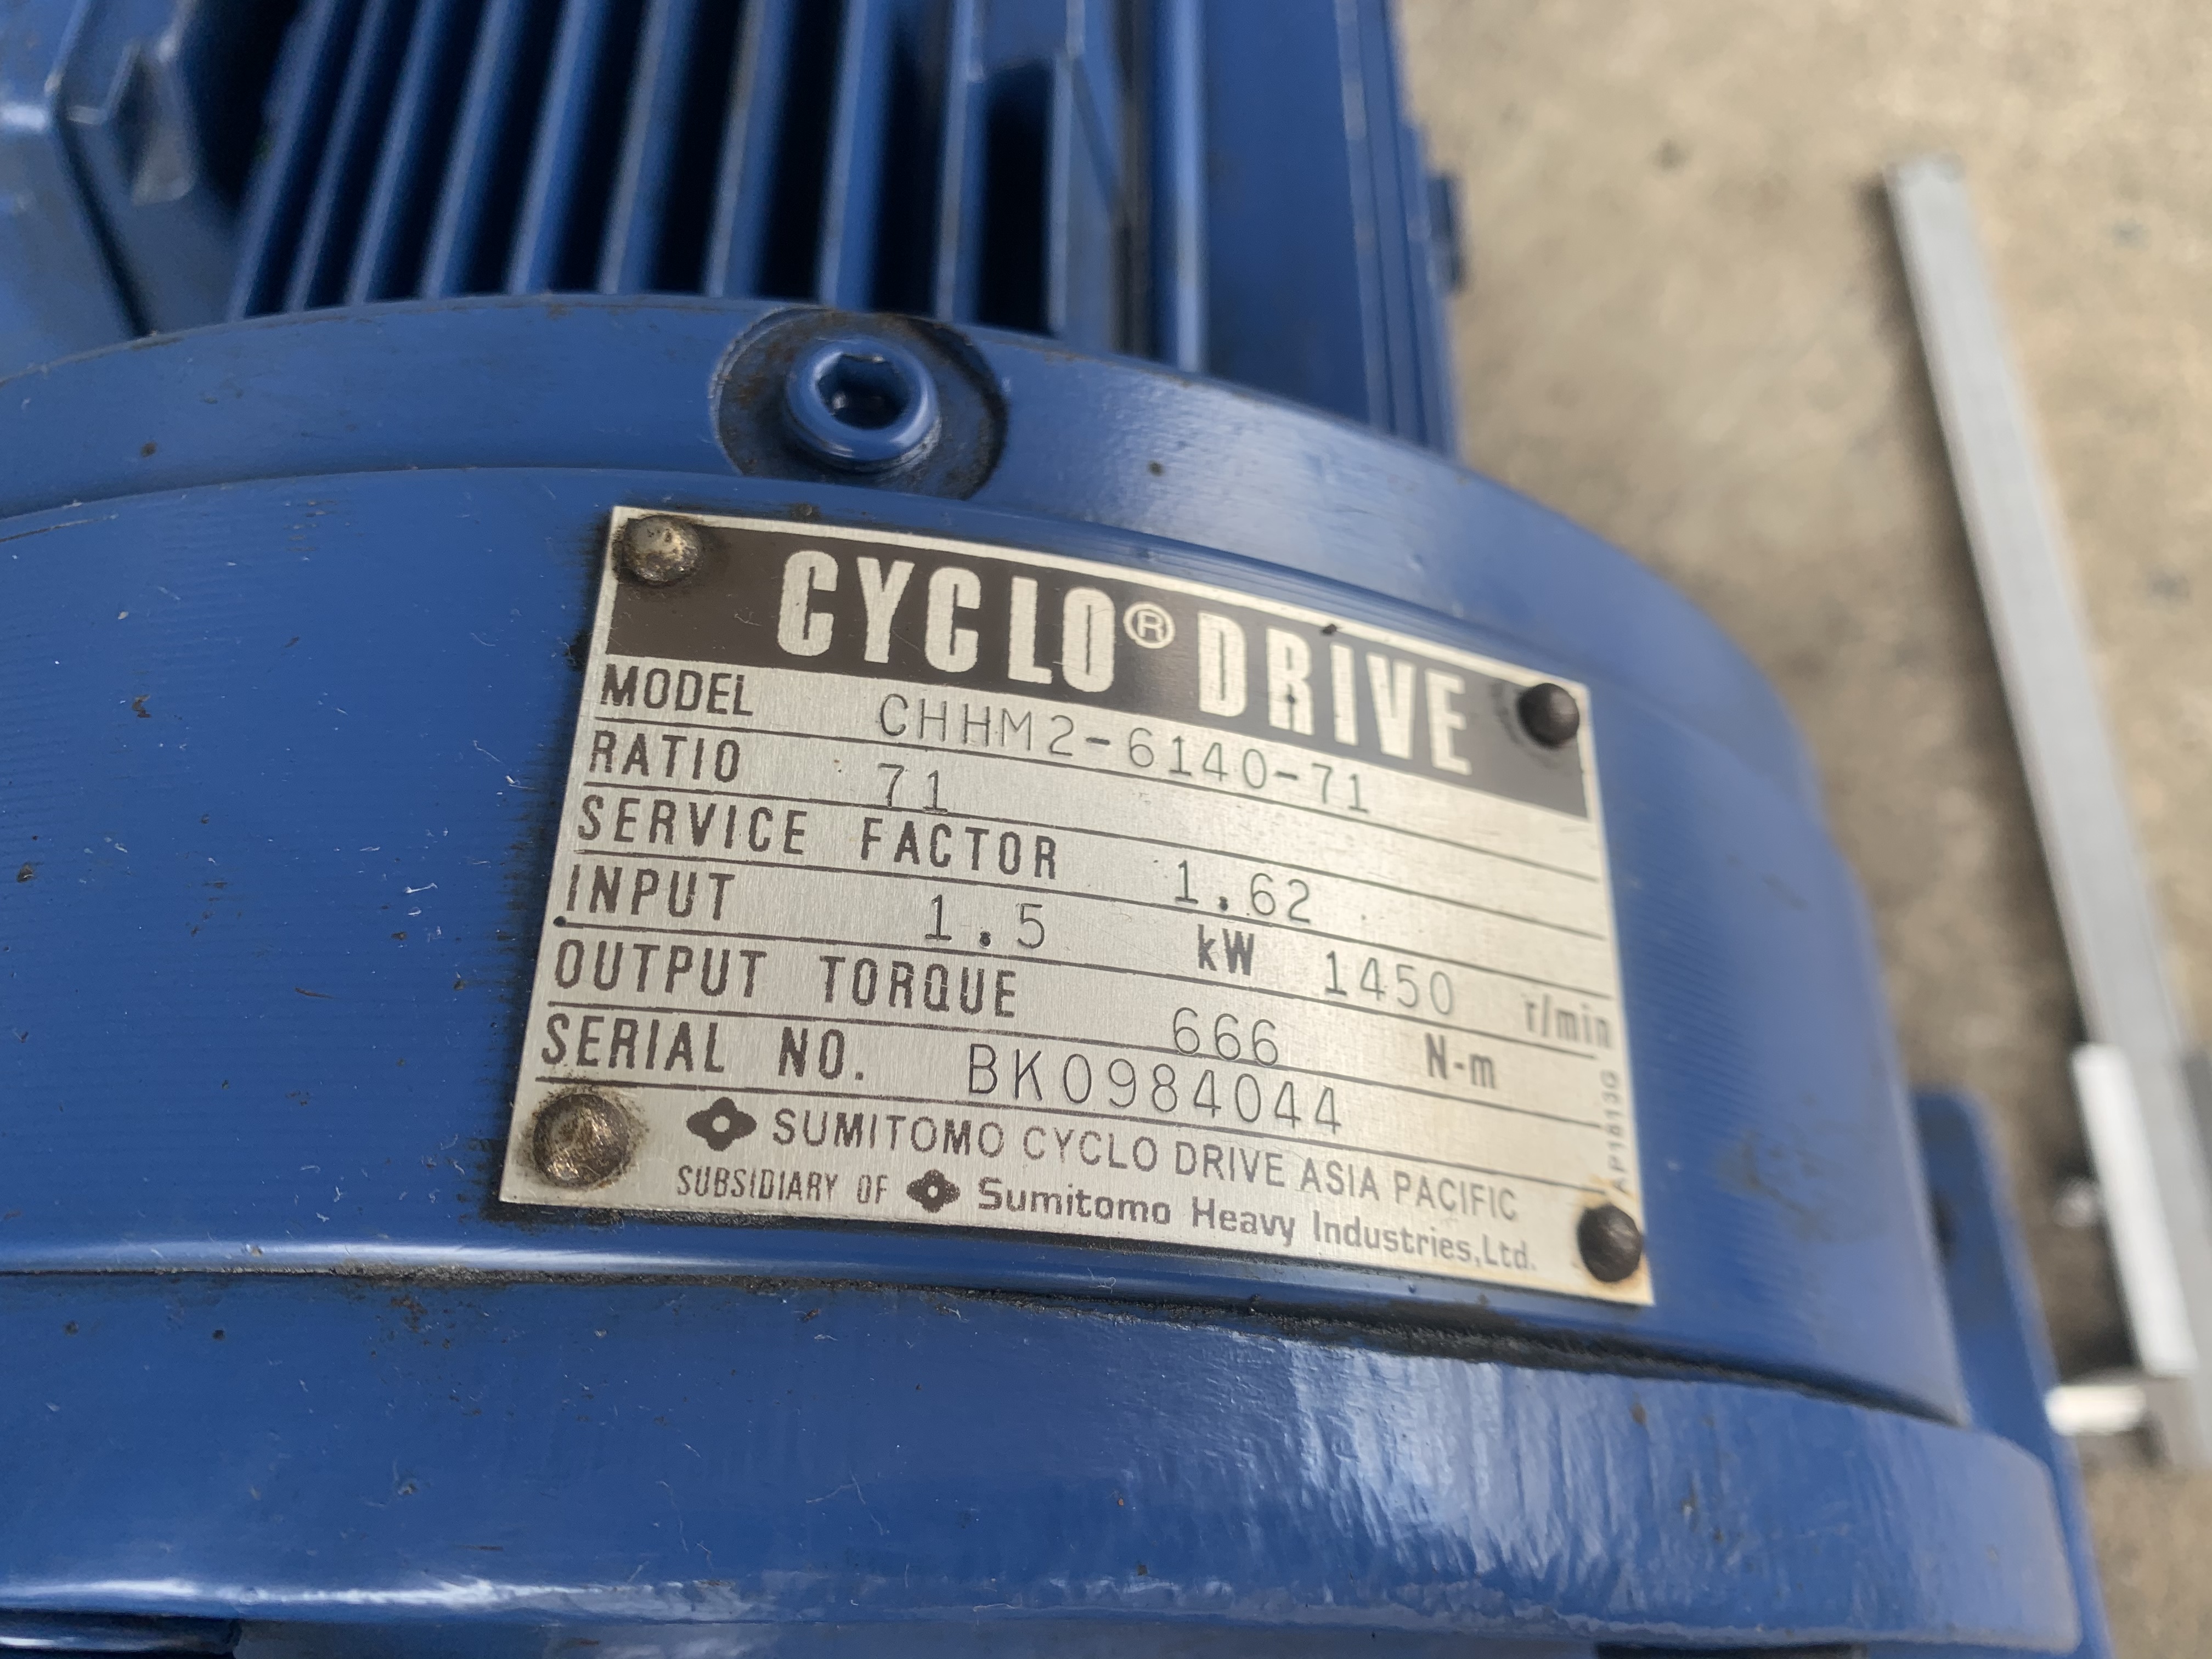 CYCLO® DRIVE
MODEL CHHM2-6140-71
RATIO 71
SERVICE FACTOR 1.62
INPUT 1.5 kW 1450 r/min
OUTPUT TORQUE 666 N-m
SERIAL NO. BK0984044
SUMITOMO CYCLO DRIVE ASIA PACIFIC
SUBSIDIARY OF Sumitomo Heavy Industries,Ltd.
AP1813Q